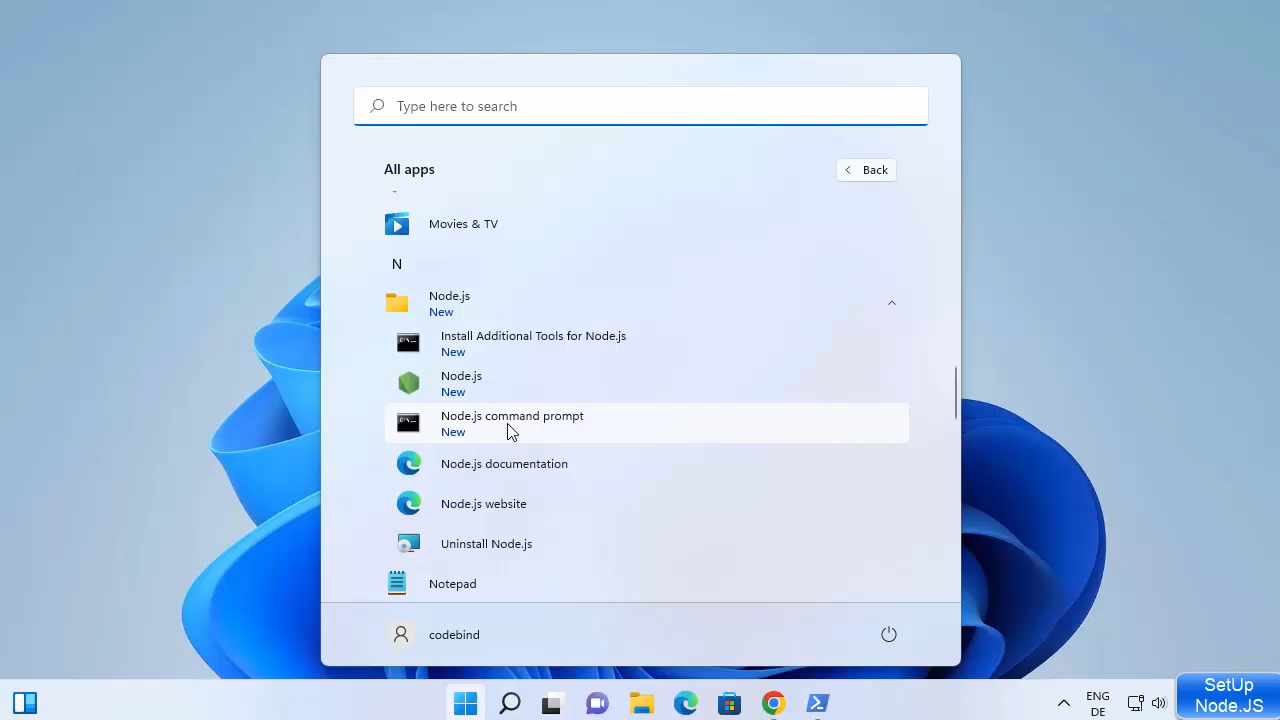 Type here to search
All apps
Back
Movies & TV
N
Node.js
New
Install Additional Tools for Node.js
New
Node.js
New
Node.js command prompt
New
Node.js documentation
Node.js website
Uninstall Node.js
Notepad
codebind
ENG
DE
SetUp
Node.JS